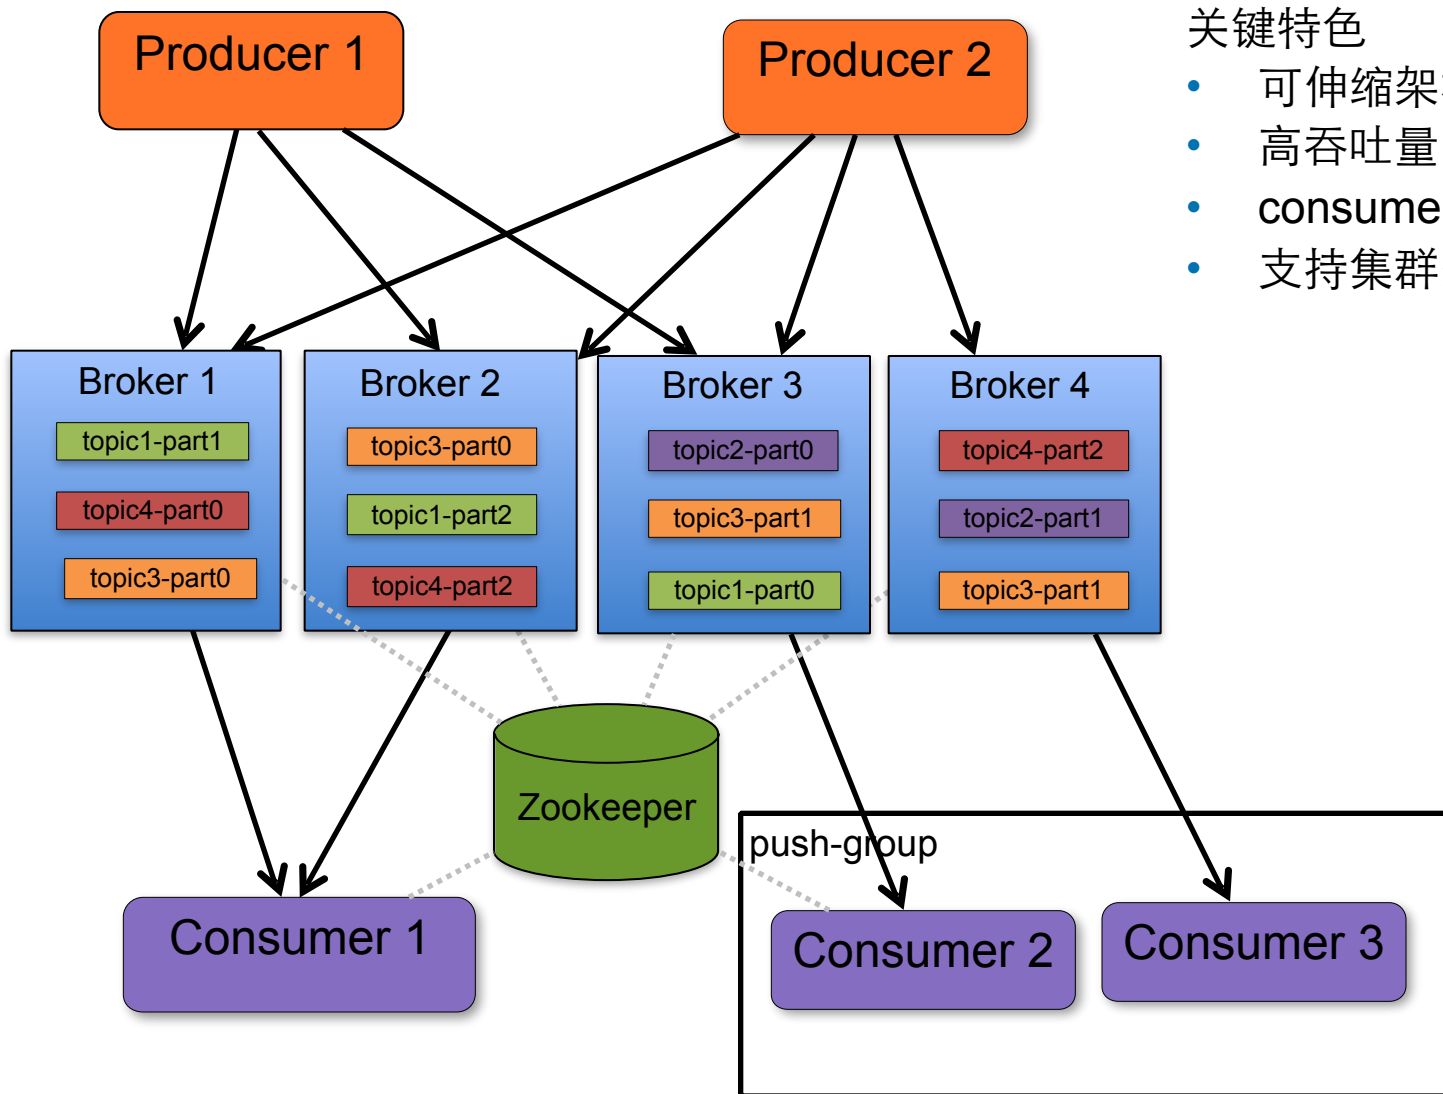 Producer 1
Producer 2
关键特色
• 可伸缩架
• 高吞吐量
• consume
• 支持集群
Broker 1
topic1-part1
topic4-part0
topic3-part0
Broker 2
topic3-part0
topic1-part2
topic4-part2
Broker 3
topic2-part0
topic3-part1
topic1-part0
Broker 4
topic4-part2
topic2-part1
topic3-part1
Zookeeper
push-group
Consumer 1
Consumer 2
Consumer 3